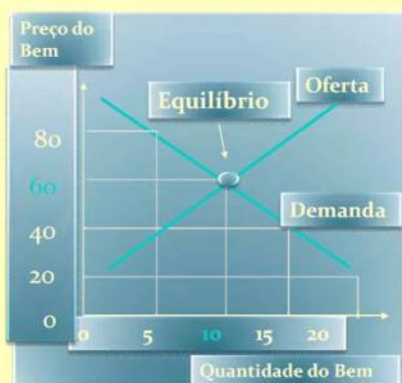 Preço do
Bem
Oferta
Equilíbrio
80
60
Demanda
40
20
0
0 5 10 15 20
Quantidade do Bem